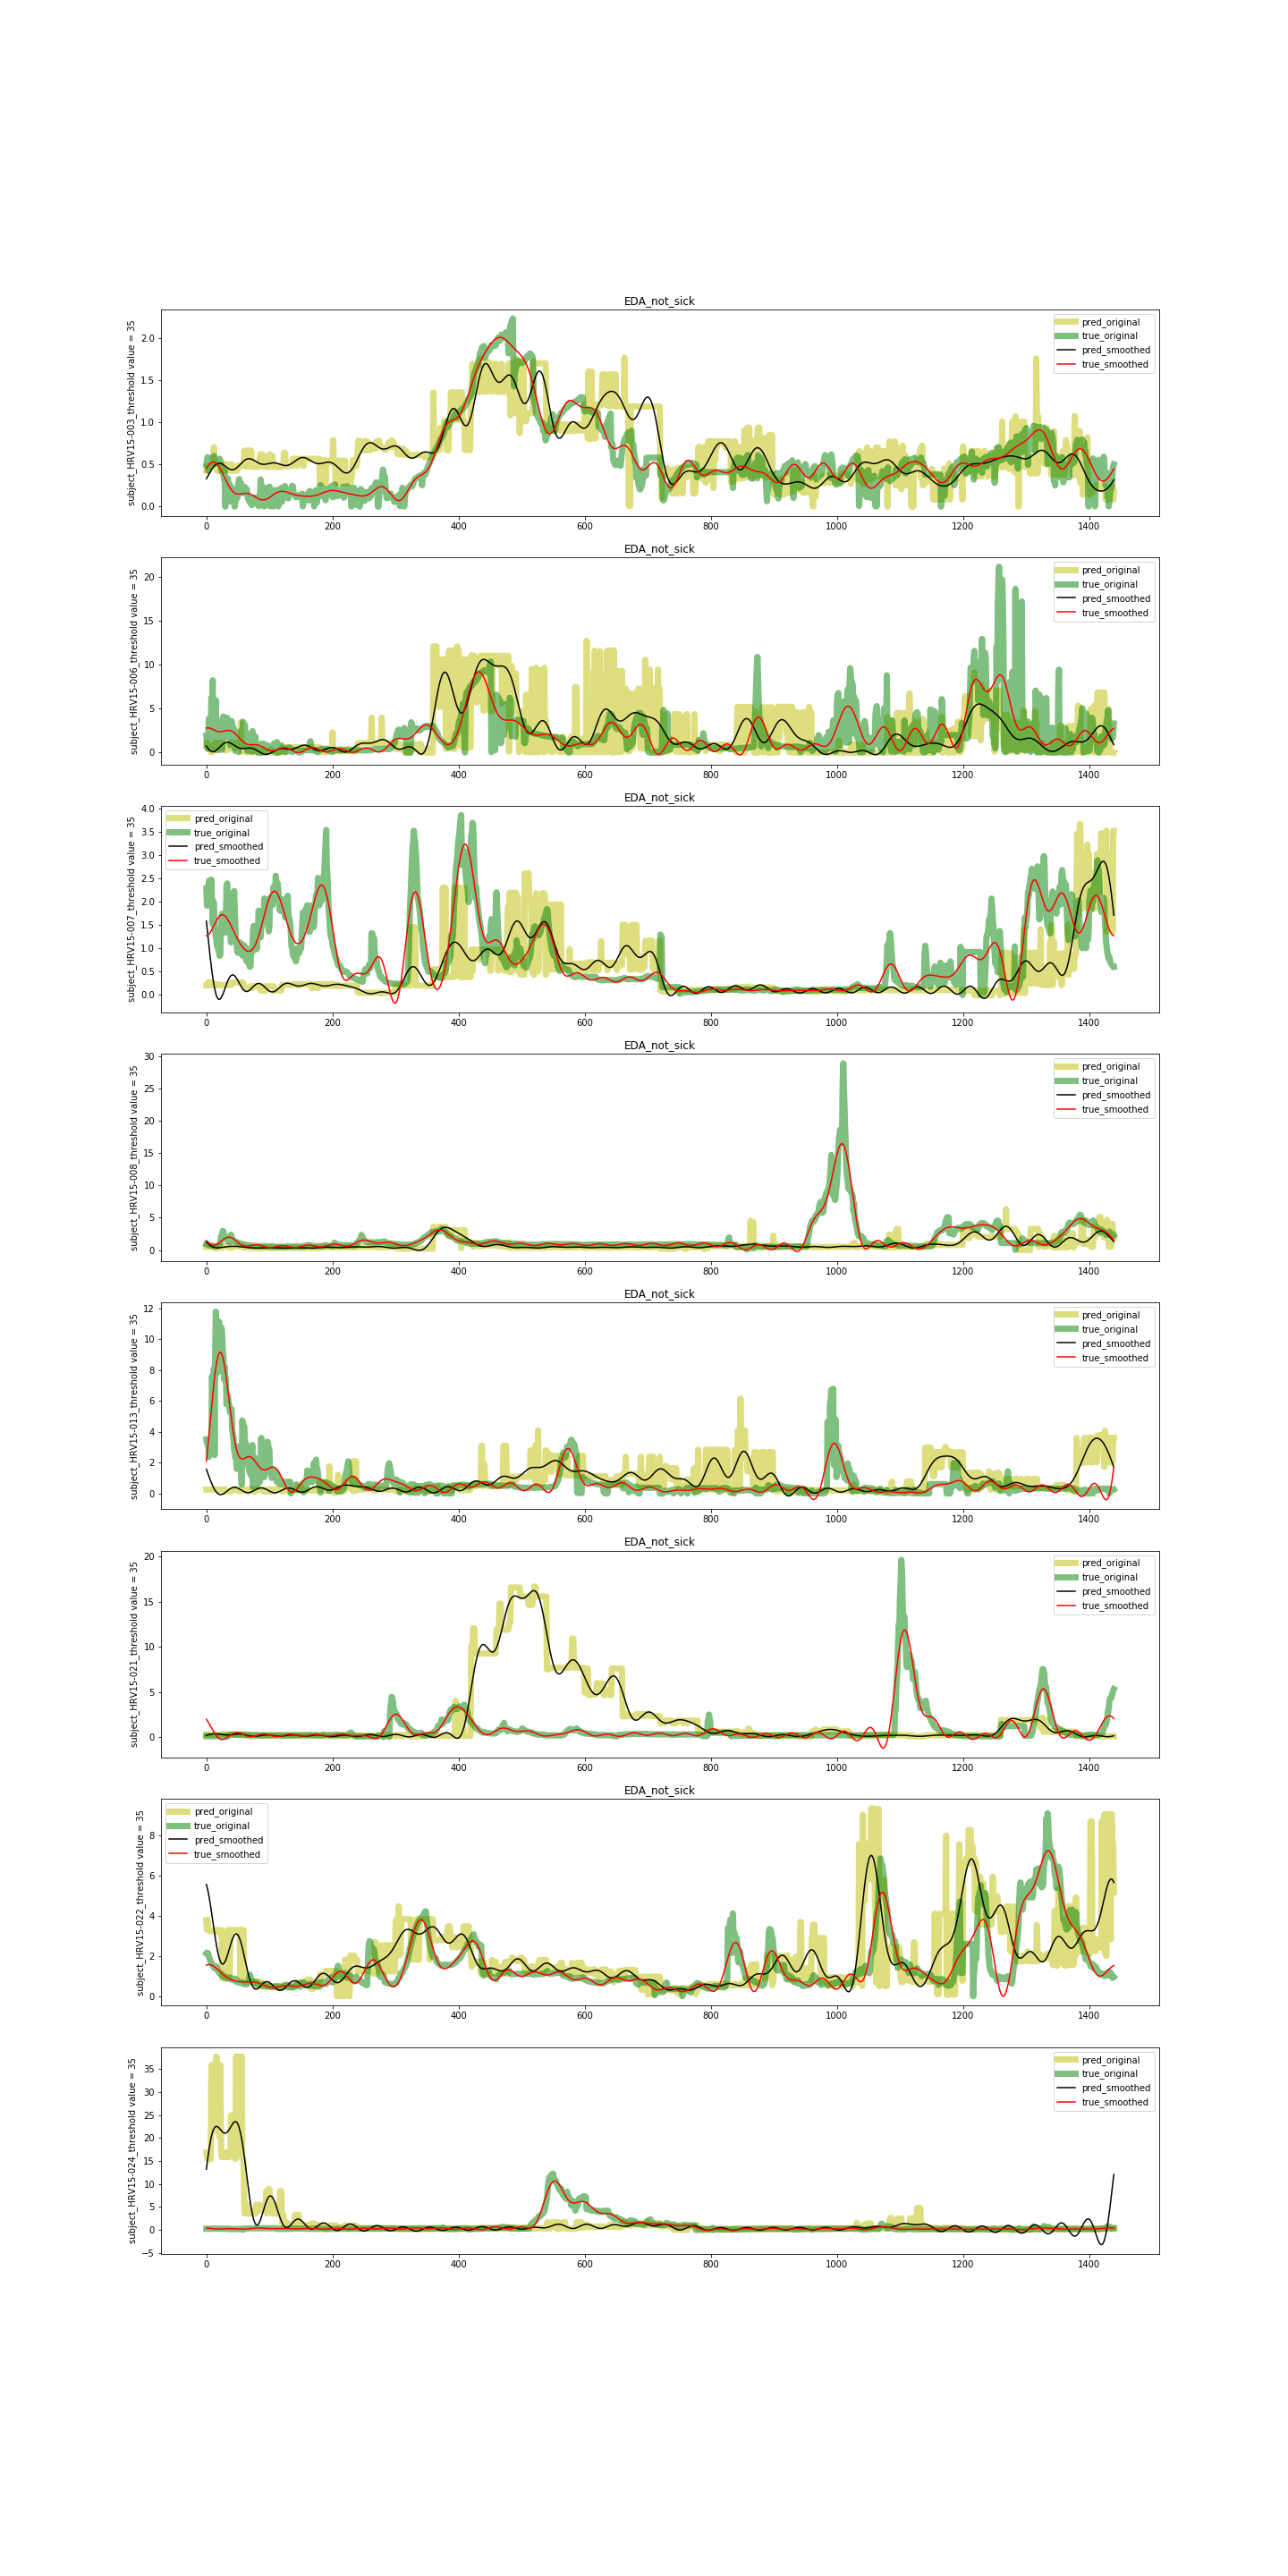 EDA_not_sick
subject_HRV15-003_threshold value = 35
2.0
1.5
1.0
0.5
0.0
pred_original
true_original
pred_smoothed
true_smoothed
0 200 400 600 800 1000 1200 1400
EDA_not_sick
subject_HRV15-006_threshold value = 35
20
15
10
5
0
pred_original
true_original
pred_smoothed
true_smoothed
0 200 400 600 800 1000 1200 1400
EDA_not_sick
subject_HRV15-007_threshold value = 35
4.0
3.5
3.0
2.5
2.0
1.5
1.0
0.5
0.0
pred_original
true_original
pred_smoothed
true_smoothed
0 200 400 600 800 1000 1200 1400
EDA_not_sick
subject_HRV15-008_threshold value = 35
30
25
20
15
10
5
0
pred_original
true_original
pred_smoothed
true_smoothed
0 200 400 600 800 1000 1200 1400
EDA_not_sick
subject_HRV15-013_threshold value = 35
12
10
8
6
4
2
0
pred_original
true_original
pred_smoothed
true_smoothed
0 200 400 600 800 1000 1200 1400
EDA_not_sick
subject_HRV15-021_threshold value = 35
20
15
10
5
0
pred_original
true_original
pred_smoothed
true_smoothed
0 200 400 600 800 1000 1200 1400
EDA_not_sick
subject_HRV15-022_threshold value = 35
8
6
4
2
0
pred_original
true_original
pred_smoothed
true_smoothed
0 200 400 600 800 1000 1200 1400
subject_HRV15-024_threshold value = 35
35
30
25
20
15
10
5
0
−5
pred_original
true_original
pred_smoothed
true_smoothed
0 200 400 600 800 1000 1200 1400